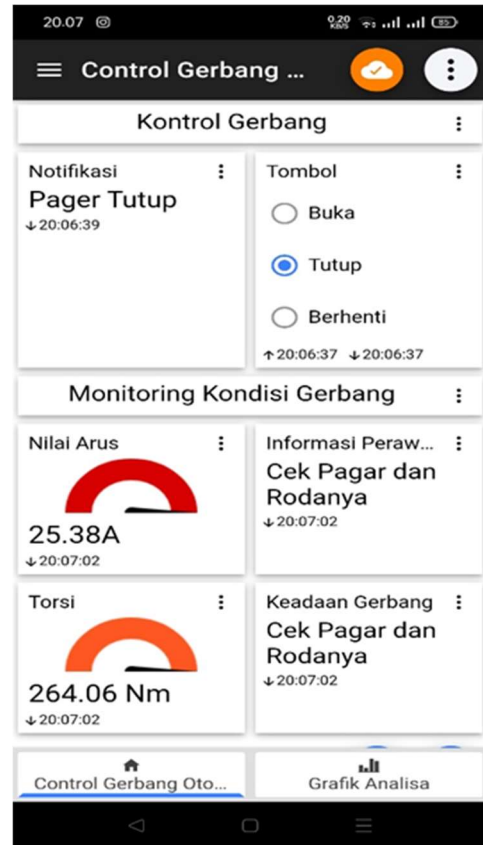 20.07
0,20
KB/S
85
Control Gerbang ...
Kontrol Gerbang
Notifikasi
Pager Tutup
↓20:06:39
Tombol
Buka
Tutup
Berhenti
↑20:06:37 ↓20:06:37
Monitoring Kondisi Gerbang
Nilai Arus
25.38A
↓20:07:02
Informasi Peraw...
Cek Pagar dan
Rodanya
↓20:07:02
Torsi
264.06 Nm
↓20:07:02
Keadaan Gerbang
Cek Pagar dan
Rodanya
↓20:07:02
Control Gerbang Oto...
Grafik Analisa